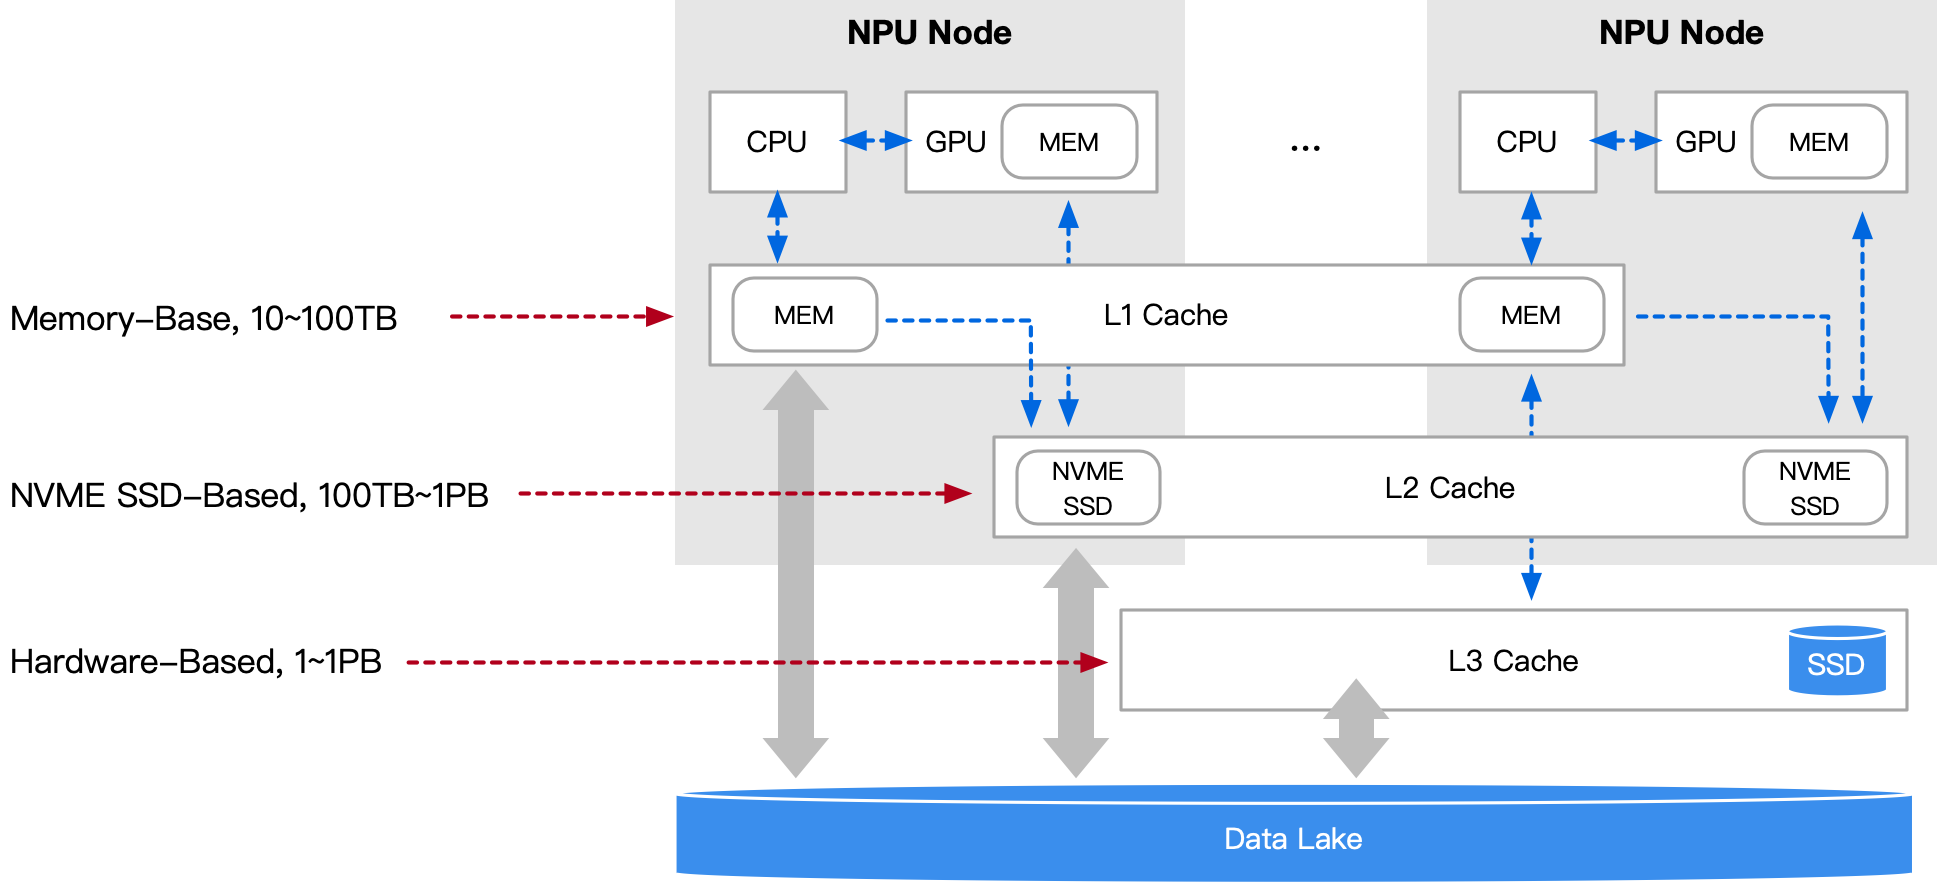 NPU Node
NPU Node
CPU
GPU
MEM
...
CPU
GPU
MEM
Memory-Base, 10~100TB
MEM
L1 Cache
MEM
NVME SSD-Based, 100TB~1PB
NVME
SSD
L2 Cache
NVME
SSD
Hardware-Based, 1~1PB
L3 Cache
SSD
Data Lake